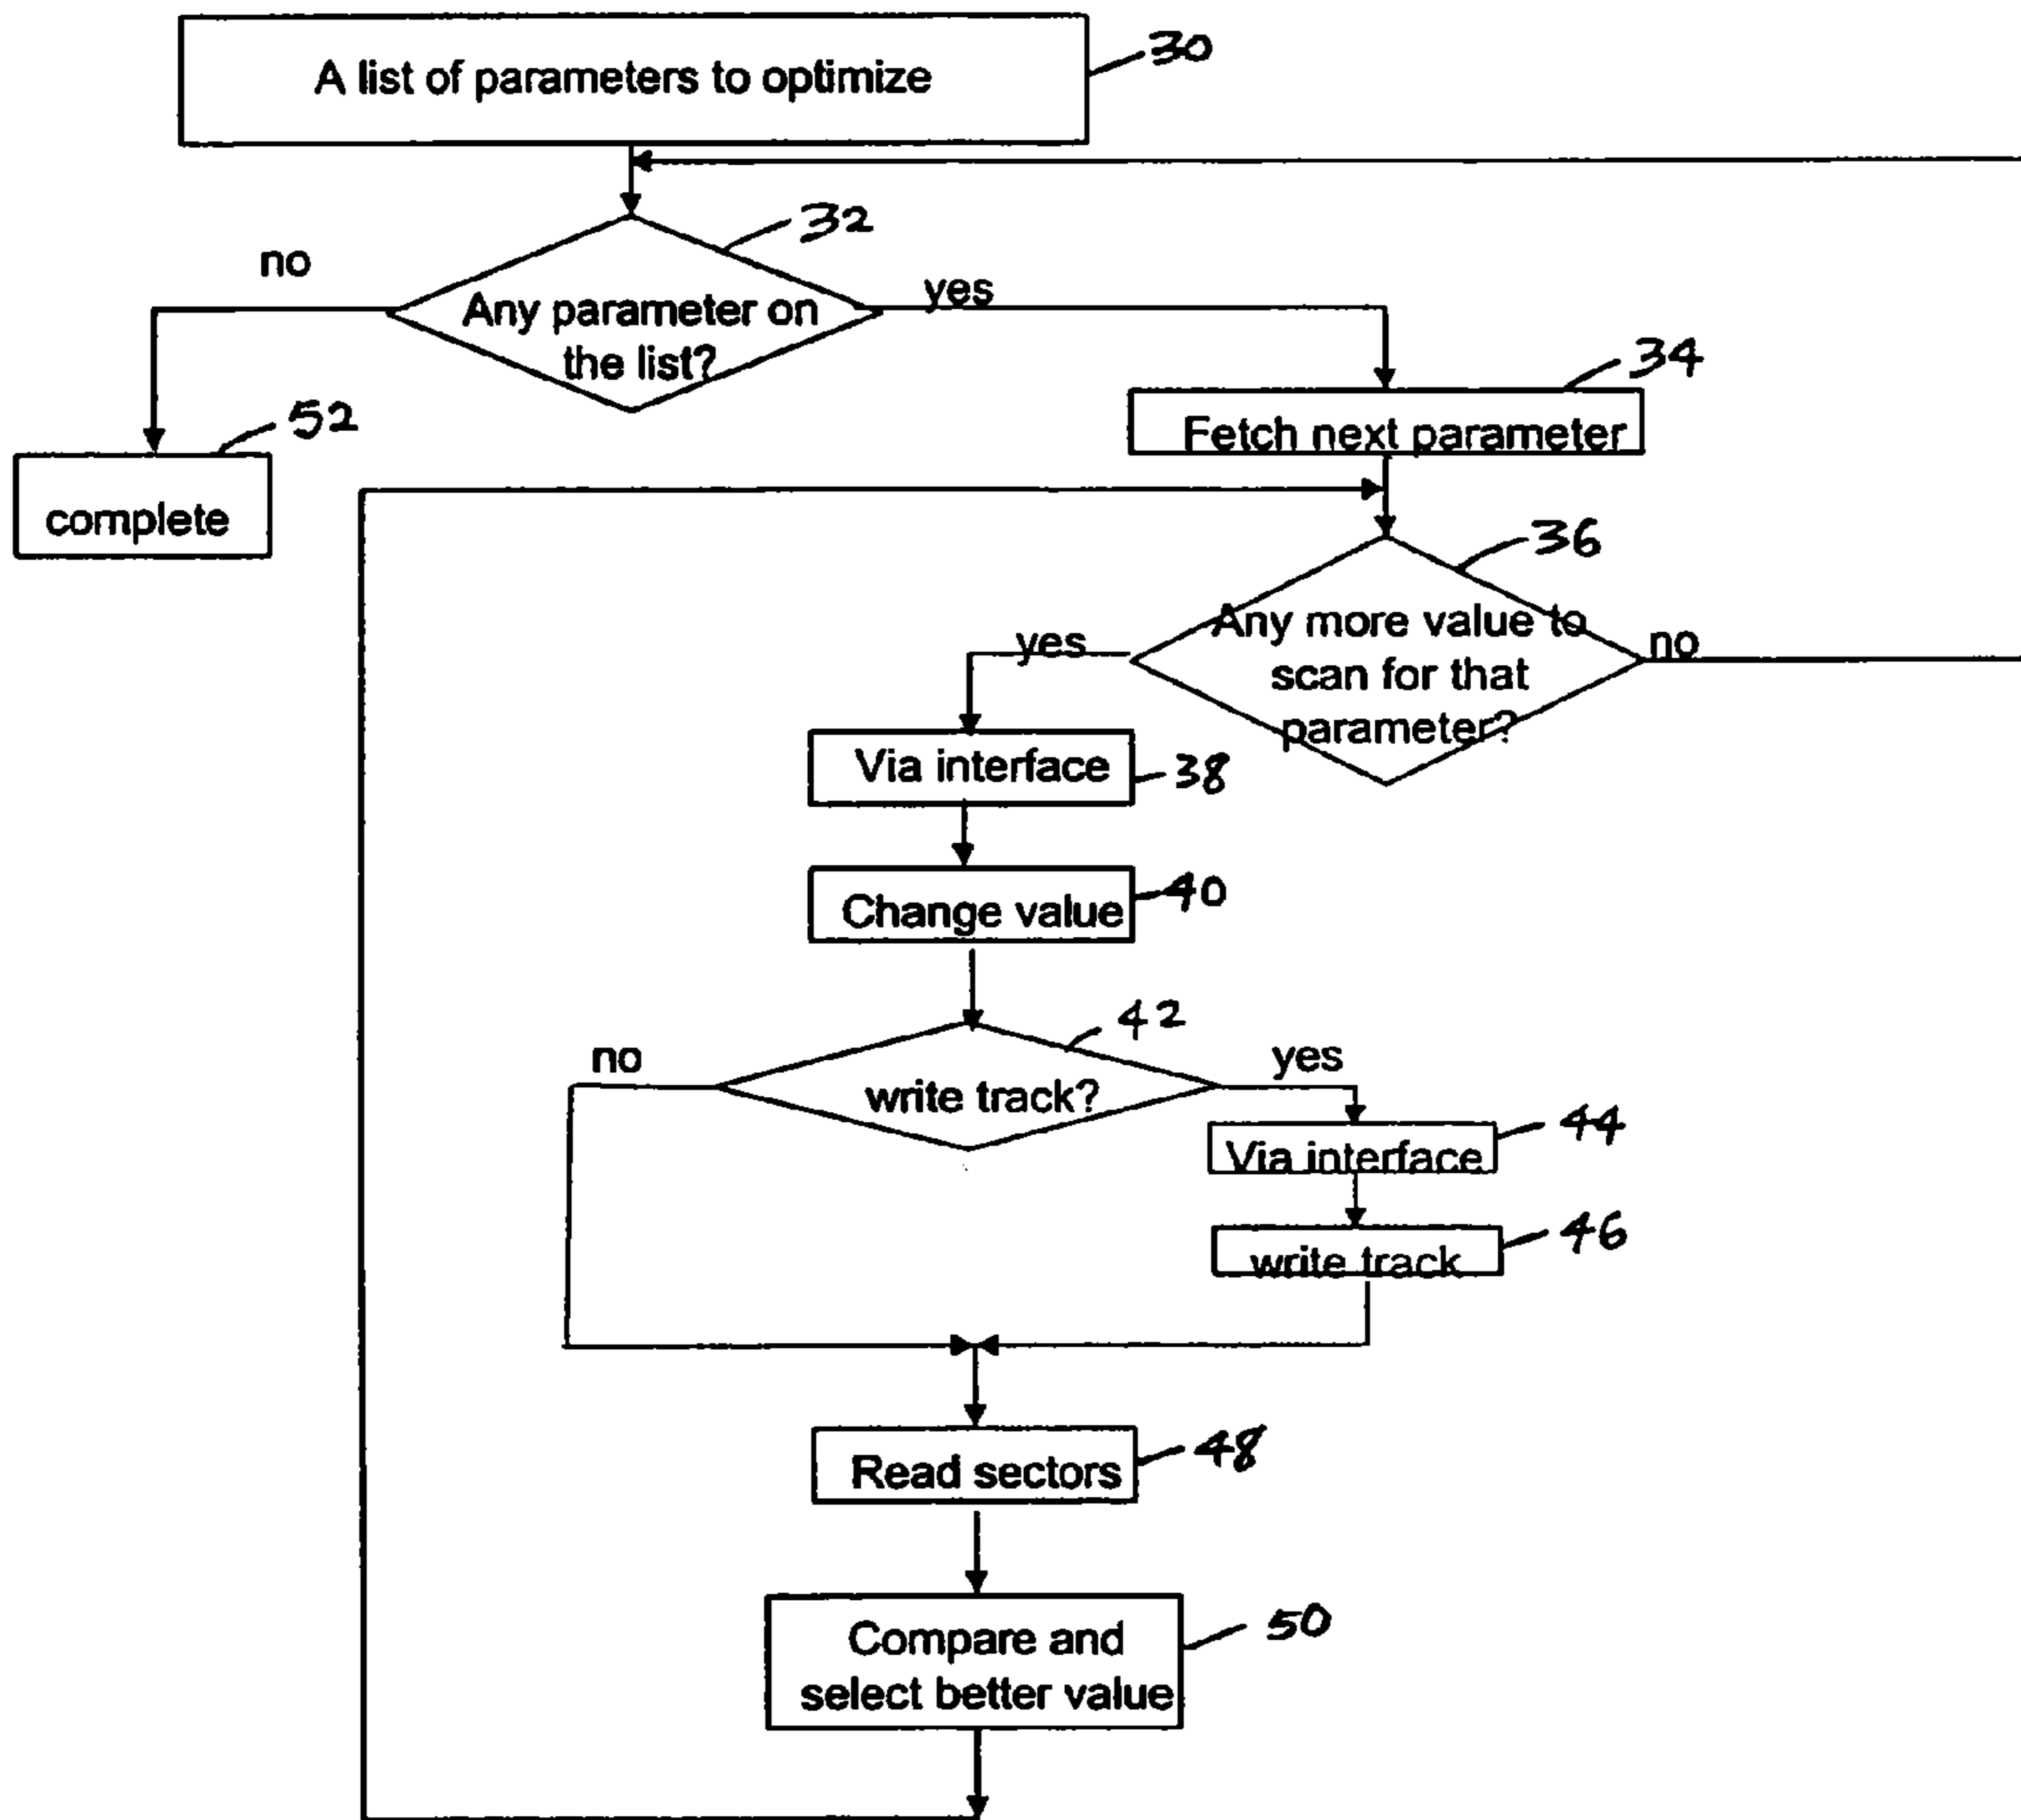 A list of parameters to optimize
30
32
no
yes
Any parameter on
the list?
34
Fetch next parameter
52
complete
36
Any more value to
scan for that
parameter?
yes
no
Via interface
38
Change value
40
42
no
yes
write track?
44
Via interface
46
write track
Read sectors
48
Compare and
select better value
50